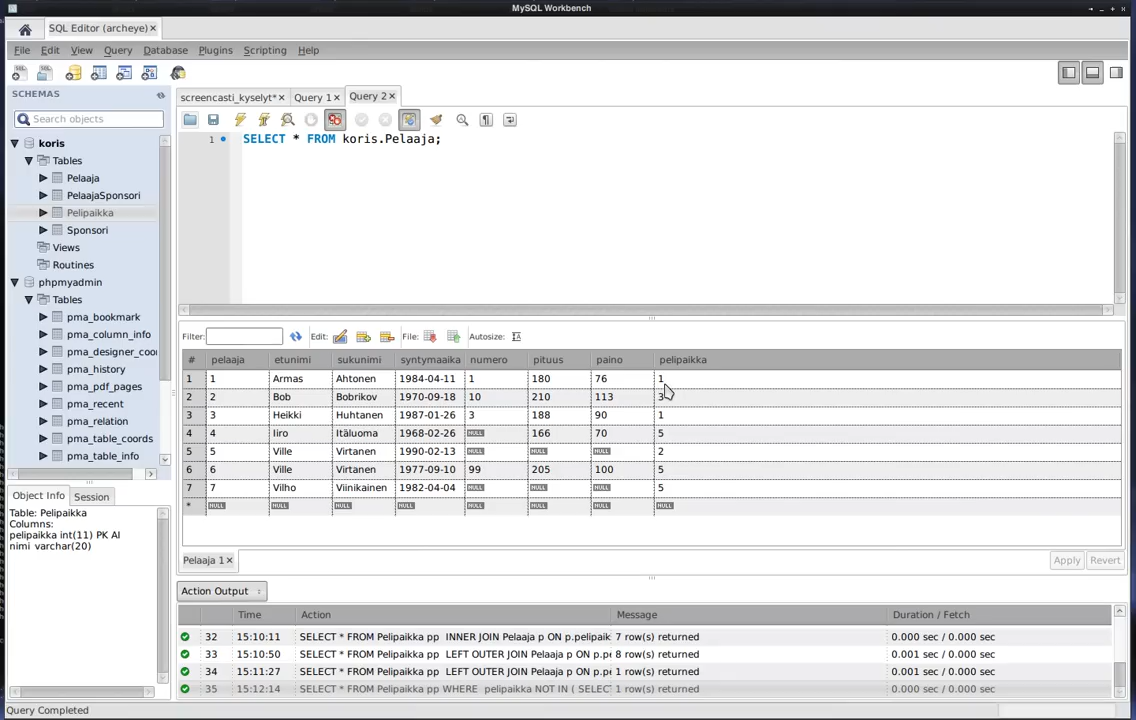 MySQL Workbench
SQL Editor (archeye)
File Edit View Query Database Plugins Scripting Help
SCHEMAS
Search objects
koris
Tables
Pelaaja
PelaajaSponsori
Pelipaikka
Sponsori
Views
Routines
phpmyadmin
Tables
pma_bookmark
pma_column_info
pma_designer_coo
pma_history
pma_pdf_pages
pma_recent
pma_relation
pma_table_coords
pma_table_info
Object Info Session
Table: Pelipaikka
Columns:
pelipaikka int(11) PK AI
nimi varchar(20)
screencasti_kyselyt* Query 1 Query 2
1 SELECT * FROM koris.Pelaaja;
Filter: Edit: File: Autosize:
# pelaaja etunimi sukunimi syntymaaika numero pituus paino pelipaikka
1 1 Armas Ahtonen 1984-04-11 1 180 76 1
2 2 Bob Bobrikov 1970-09-18 10 210 113 3
3 3 Heikki Huhtanen 1987-01-26 3 188 90 1
4 4 Iiro Itäluoma 1968-02-26 NULL 166 70 5
5 5 Ville Virtanen 1990-02-13 NULL NULL NULL 2
6 6 Ville Virtanen 1977-09-10 99 205 100 5
7 7 Vilho Viinikainen 1982-04-04 NULL NULL NULL 5
* NULL NULL NULL NULL NULL NULL NULL NULL
Pelaaja 1 Apply Revert
Action Output
Time Action Message Duration / Fetch
32 15:10:11 SELECT * FROM Pelipaikka pp INNER JOIN Pelaaja p ON p.pelipaik 7 row(s) returned 0.000 sec / 0.000 sec
33 15:10:50 SELECT * FROM Pelipaikka pp LEFT OUTER JOIN Pelaaja p ON p.pe 8 row(s) returned 0.001 sec / 0.000 sec
34 15:11:27 SELECT * FROM Pelipaikka pp LEFT OUTER JOIN Pelaaja p ON p.pe 1 row(s) returned 0.001 sec / 0.000 sec
35 15:12:14 SELECT * FROM Pelipaikka pp WHERE pelipaikka NOT IN ( SELECT 1 row(s) returned 0.000 sec / 0.000 sec
Query Completed